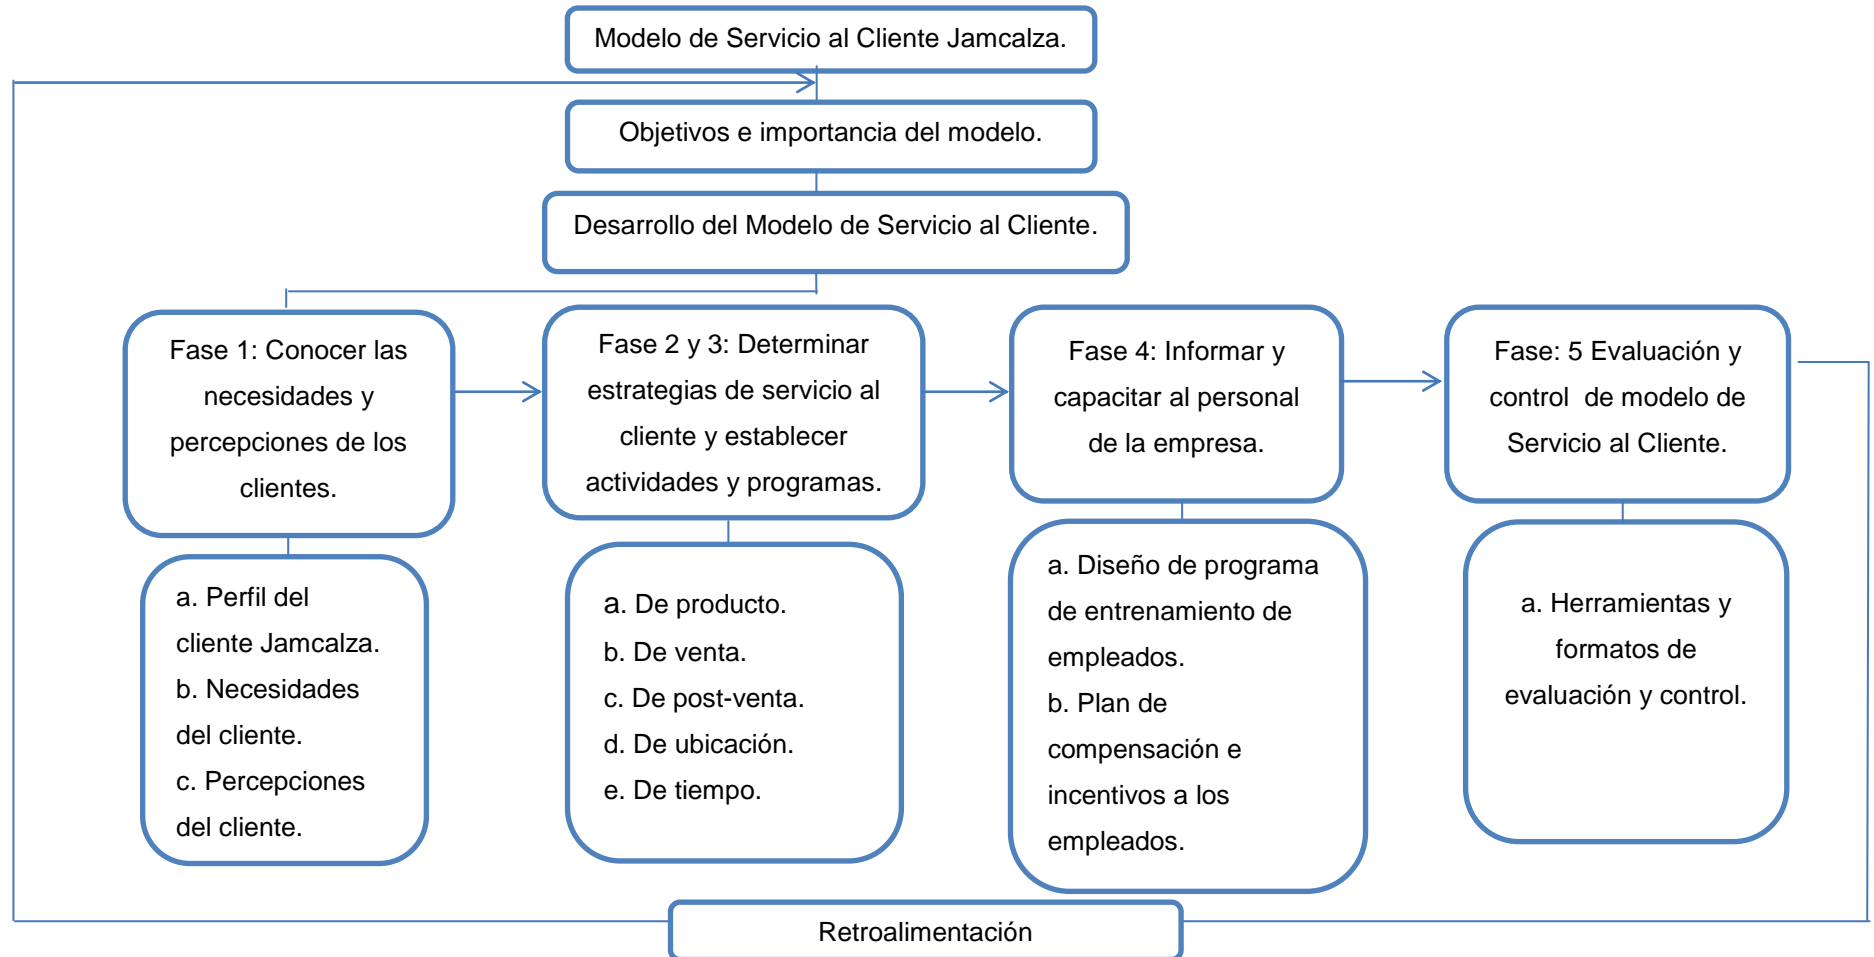 Modelo de Servicio al Cliente Jamcalza.
Objetivos e importancia del modelo.
Desarrollo del Modelo de Servicio al Cliente.
Fase 1: Conocer las
necesidades y
percepciones de los
clientes.
Fase 2 y 3: Determinar
estrategias de servicio al
cliente y establecer
actividades y programas.
Fase 4: Informar y
capacitar al personal
de la empresa.
Fase: 5 Evaluación y
control  de modelo de
Servicio al Cliente.
a. Perfil del
cliente Jamcalza.
b. Necesidades
del cliente.
c. Percepciones
del cliente.
a. De producto.
b. De venta.
c. De post-venta.
d. De ubicación.
e. De tiempo.
a. Diseño de programa
de entrenamiento de
empleados.
b. Plan de
compensación e
incentivos a los
empleados.
a. Herramientas y
formatos de
evaluación y control.
Retroalimentación